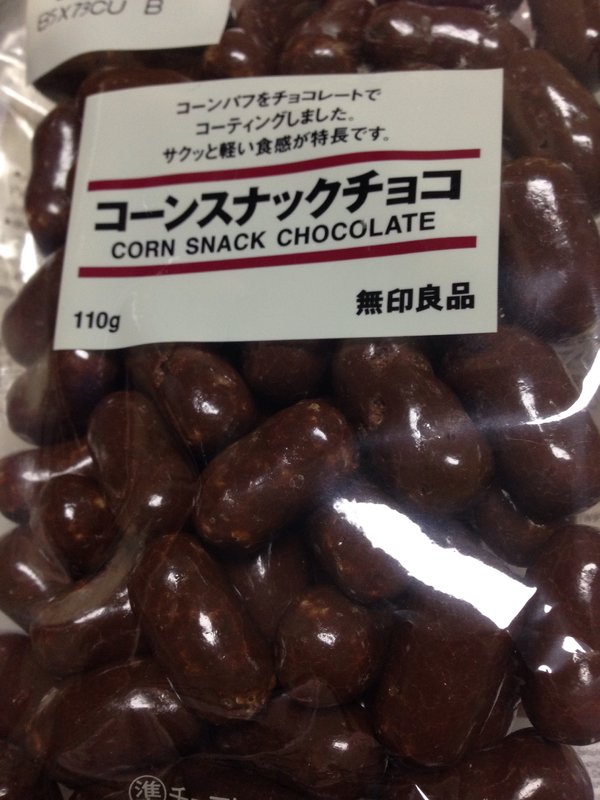 85X73CU B
コーンパフをチョコレートで
コーティングしました。
サクッと軽い食感が特長です。
コーンスナックチョコ
CORN SNACK CHOCOLATE
110g
無印良品